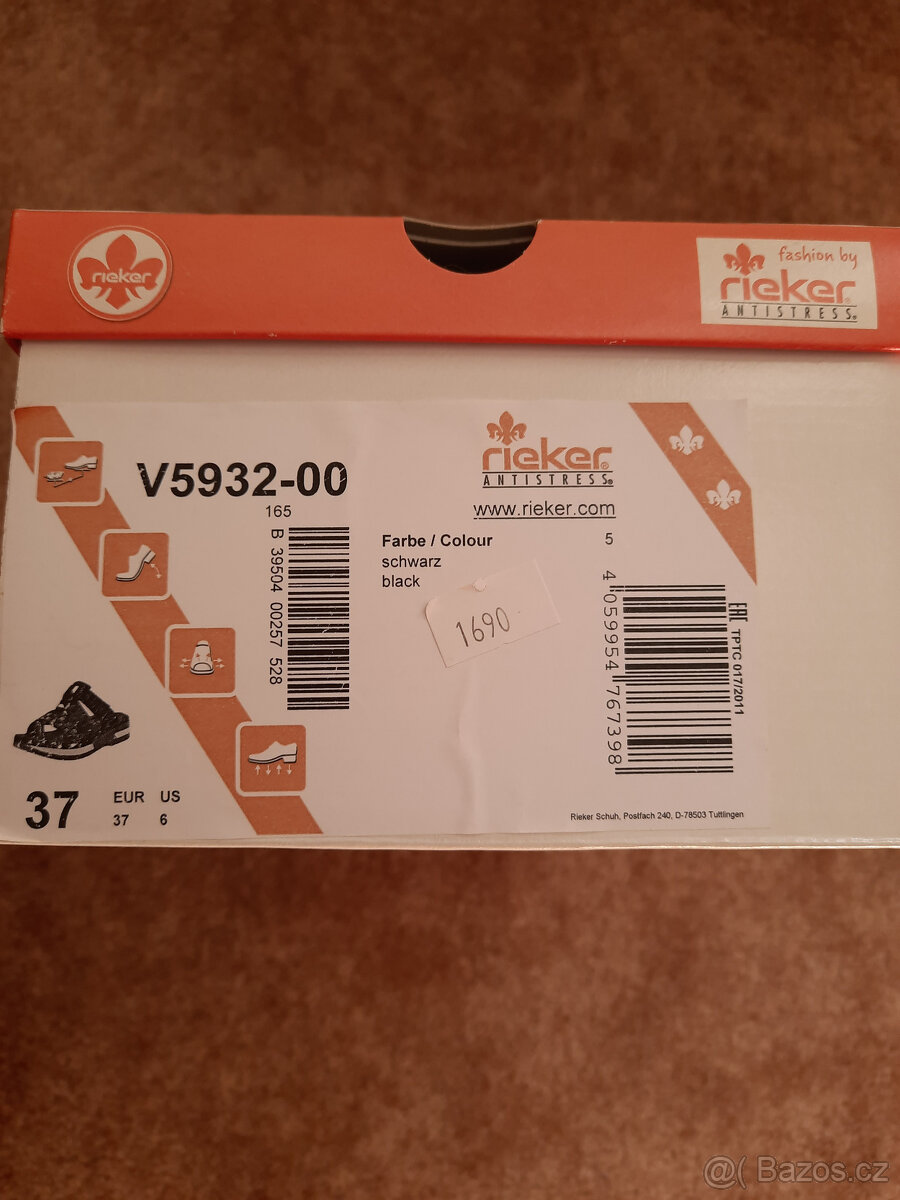 rieker
fashion by
rieker®
ANTISTRESS®
V5932-00
165
B 39504 00257 528
rieker®
ANTISTRESS®
www.rieker.com
Farbe / Colour
schwarz
black
5
1690-
4 059954 767398
EAC
TPTC 017/2011
37
EUR US
37 6
Rieker Schuh, Postfach 240, D-78503 Tuttlingen
@( Bazos.cz